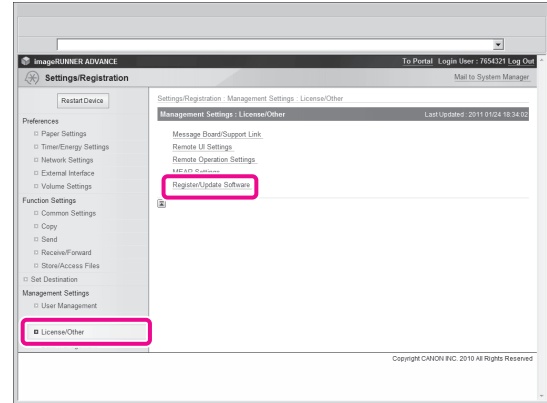 imageRUNNER ADVANCE
To Portal Login User : 7654321 Log Out
Settings/Registration
Mail to System Manager
Restart Device
Settings/Registration : Management Settings : License/Other
Management Settings : License/Other
Last Updated : 2011 01/24 18:34:02
Preferences
Paper Settings
Timer/Energy Settings
Network Settings
External Interface
Volume Settings
Function Settings
Common Settings
Copy
Send
Receive/Forward
Store/Access Files
Set Destination
Management Settings
User Management
License/Other
Message Board/Support Link
Remote UI Settings
Remote Operation Settings
MEAP Settings
Register/Update Software
Copyright CANON INC. 2010 All Rights Reserved